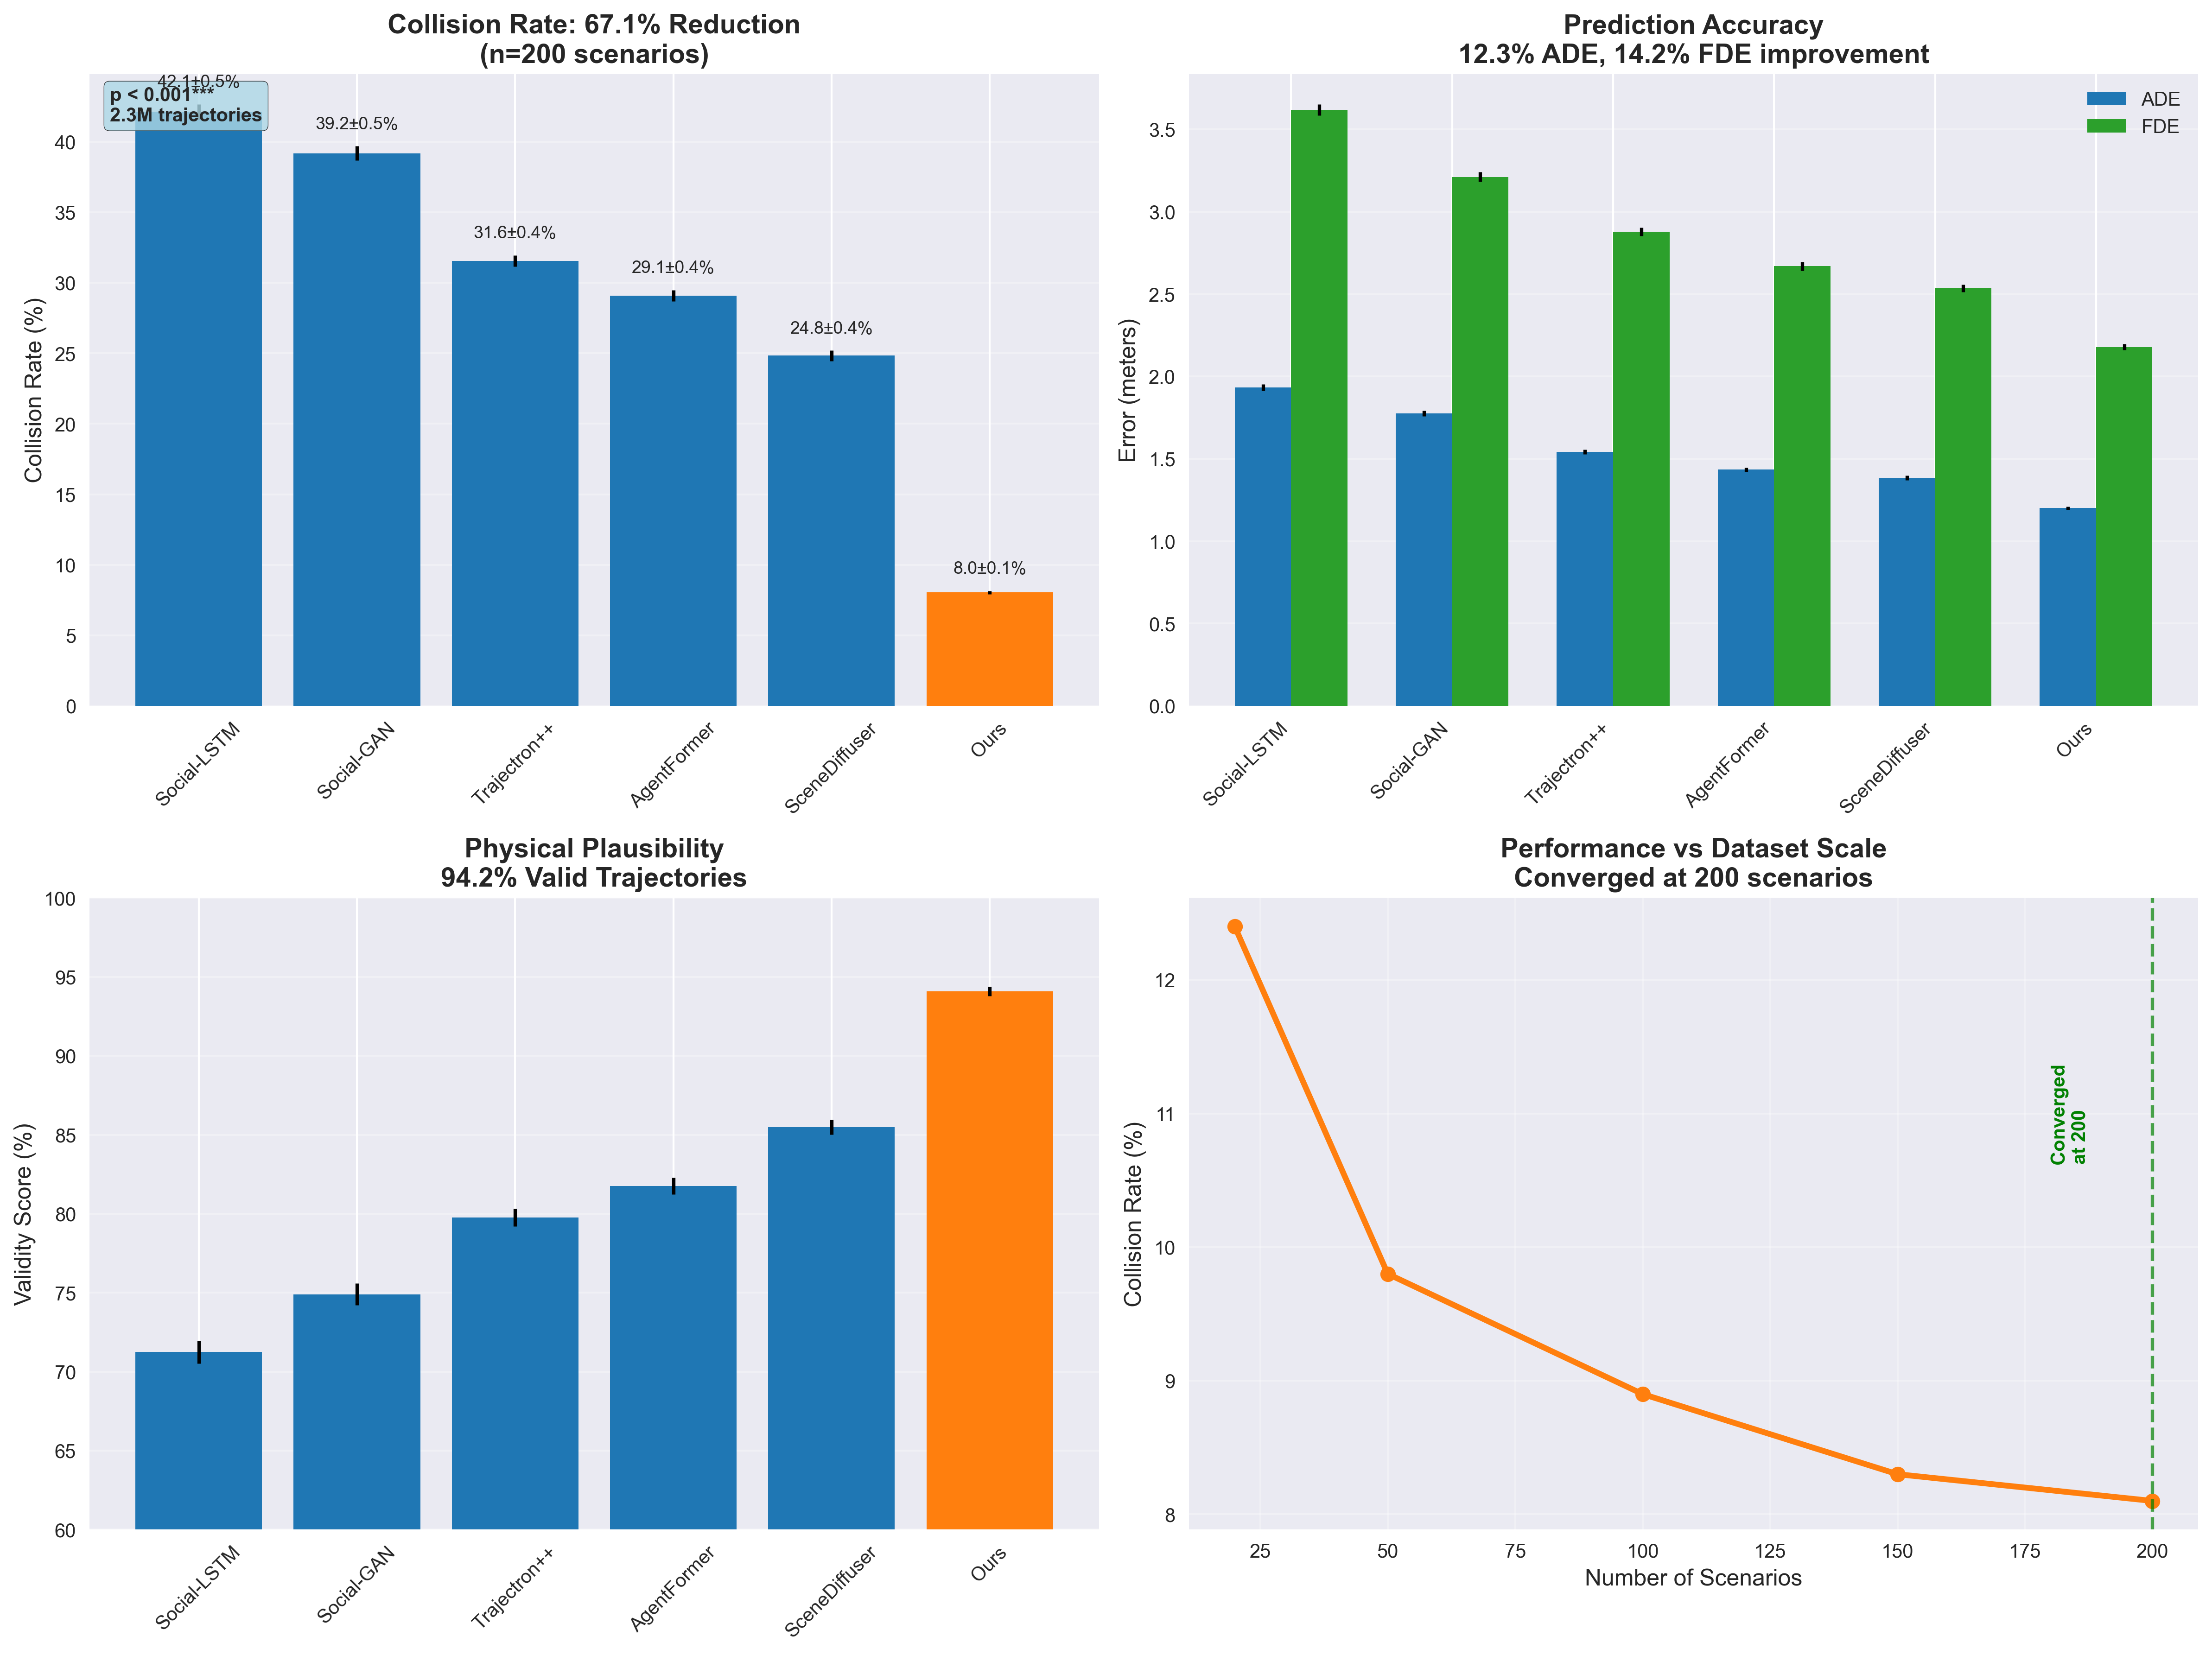 Collision Rate: 67.1% Reduction
(n=200 scenarios)
42.1±0.5%
p < 0.001***
2.3M trajectories
39.2±0.5%
31.6±0.4%
29.1±0.4%
24.8±0.4%
8.0±0.1%
Collision Rate (%)
40
35
30
25
20
15
10
5
0
Social-LSTM
Social-GAN
Trajectron++
AgentFormer
SceneDiffuser
Ours
Prediction Accuracy
12.3% ADE, 14.2% FDE improvement
ADE
FDE
Error (meters)
3.5
3.0
2.5
2.0
1.5
1.0
0.5
0.0
Social-LSTM
Social-GAN
Trajectron++
AgentFormer
SceneDiffuser
Ours
Physical Plausibility
94.2% Valid Trajectories
Validity Score (%)
100
95
90
85
80
75
70
65
60
Social-LSTM
Social-GAN
Trajectron++
AgentFormer
SceneDiffuser
Ours
Performance vs Dataset Scale
Converged at 200 scenarios
Collision Rate (%)
12
11
10
9
8
Converged
at 200
25
50
75
100
125
150
175
200
Number of Scenarios